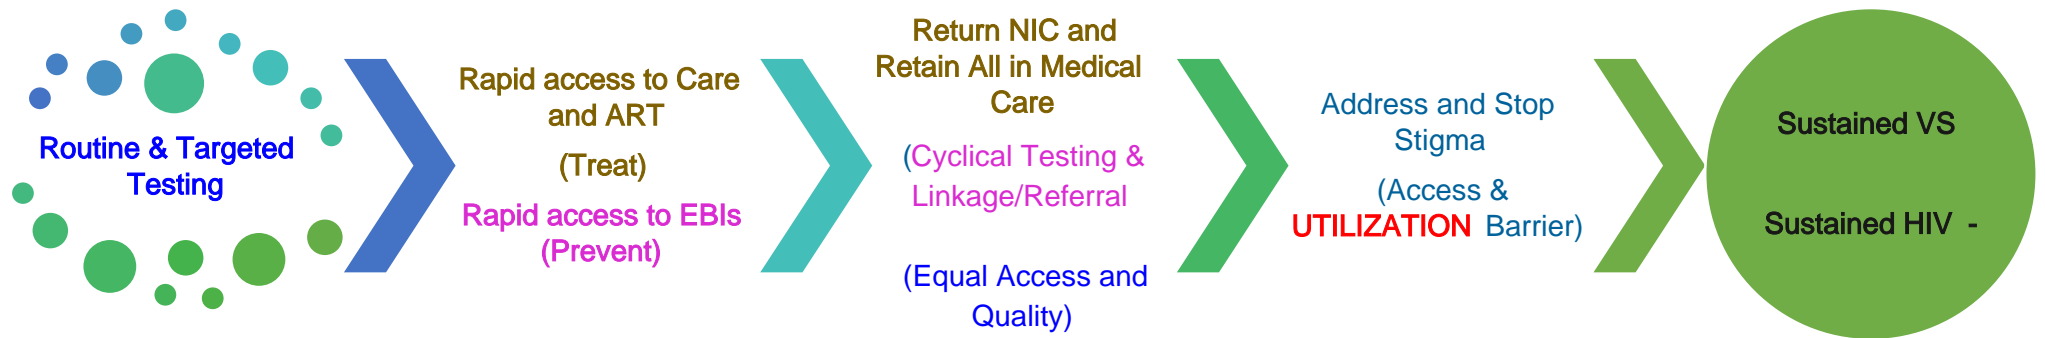 Routine & Targeted
Testing
Rapid access to Care
and ART
(Treat)
Rapid access to EBIs
(Prevent)
Return NIC and
Retain All in Medical
Care
(Cyclical Testing &
Linkage/Referral
(Equal Access and
Quality)
Address and Stop
Stigma
(Access &
UTILIZATION Barrier)
Sustained VS
Sustained HIV -